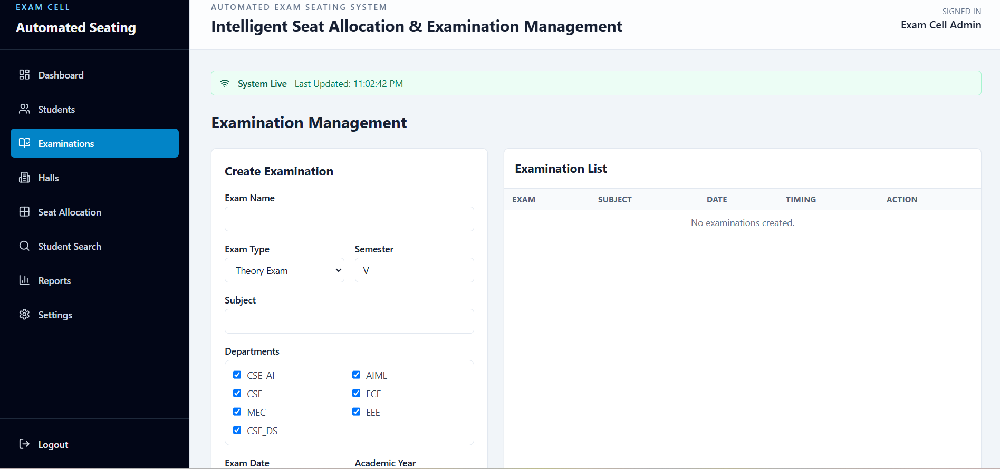 EXAM CELL
Automated Seating
Dashboard
Students
Examinations
Halls
Seat Allocation
Student Search
Reports
Settings
Logout
AUTOMATED EXAM SEATING SYSTEM
Intelligent Seat Allocation & Examination Management
SIGNED IN
Exam Cell Admin
System Live Last Updated: 11:02:42 PM
Examination Management
Create Examination
Exam Name
Exam Type Semester
Theory Exam V
Subject
Departments
CSE_AI AIML
CSE ECE
MEC EEE
CSE_DS
Exam Date Academic Year
Examination List
EXAM SUBJECT DATE TIMING ACTION
No examinations created.